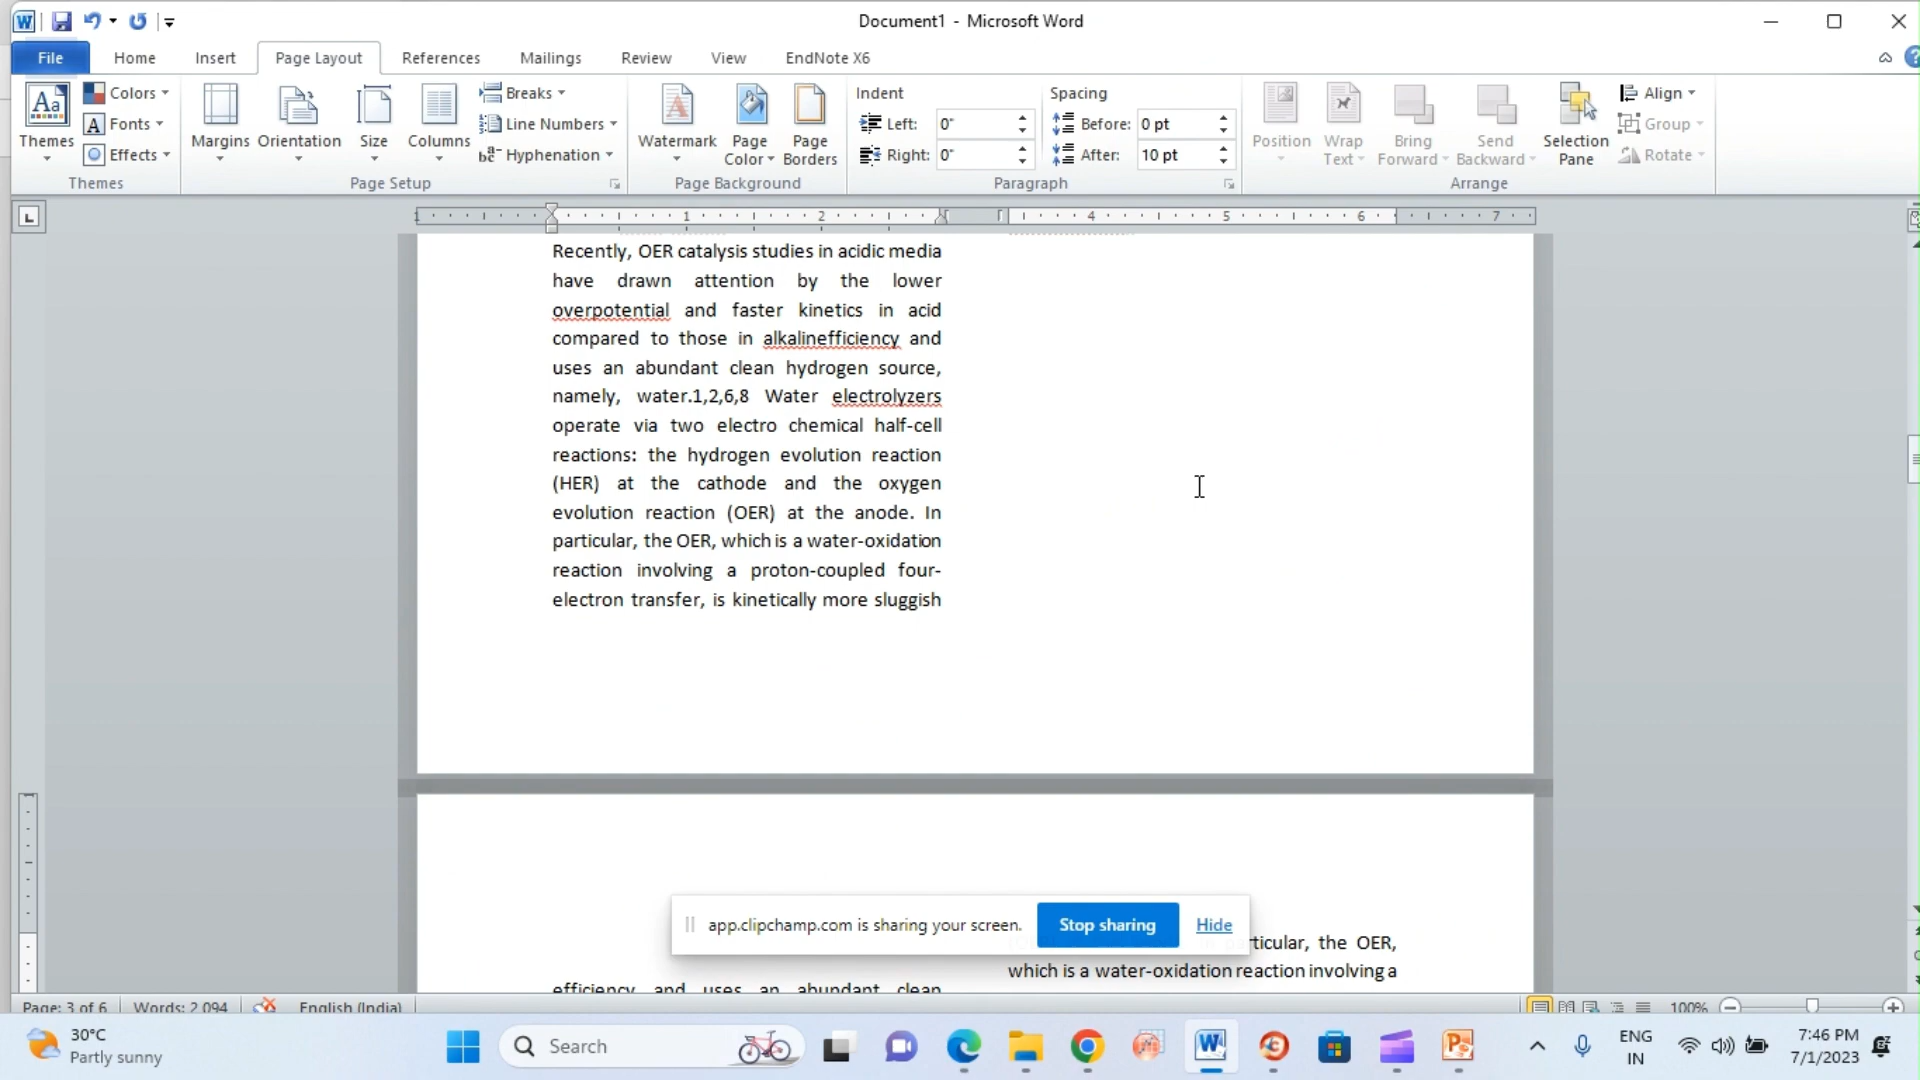 Document1 - Microsoft Word
File Home Insert Page Layout References Mailings Review View EndNote X6
Themes Colors Fonts Effects Themes
Margins Orientation Size Columns Breaks Line Numbers Hyphenation Page Setup
Watermark Page Color Page Borders Page Background
Indent Left: 0" Right: 0"
Spacing Before: 0 pt After: 10 pt
Paragraph
Position Wrap Text Bring Forward Send Backward Selection Pane Align Group Rotate Arrange
1 1 2 4 5 6 7
Recently, OER catalysis studies in acidic media
have drawn attention by the lower
overpotential and faster kinetics in acid
compared to those in alkalinefficiency and
uses an abundant clean hydrogen source,
namely, water.1,2,6,8 Water electrolyzers
operate via two electro chemical half-cell
reactions: the hydrogen evolution reaction
(HER) at the cathode and the oxygen
evolution reaction (OER) at the anode. In
particular, the OER, which is a water-oxidation
reaction involving a proton-coupled four-
electron transfer, is kinetically more sluggish
efficiency and uses an abundant clean
particular, the OER,
which is a water-oxidation reaction involving a
app.clipchamp.com is sharing your screen. Stop sharing Hide
Page: 3 of 6 Words: 2,094 English (India) 100%
30°C
Partly sunny
Search
ENG
IN
7:46 PM
7/1/2023